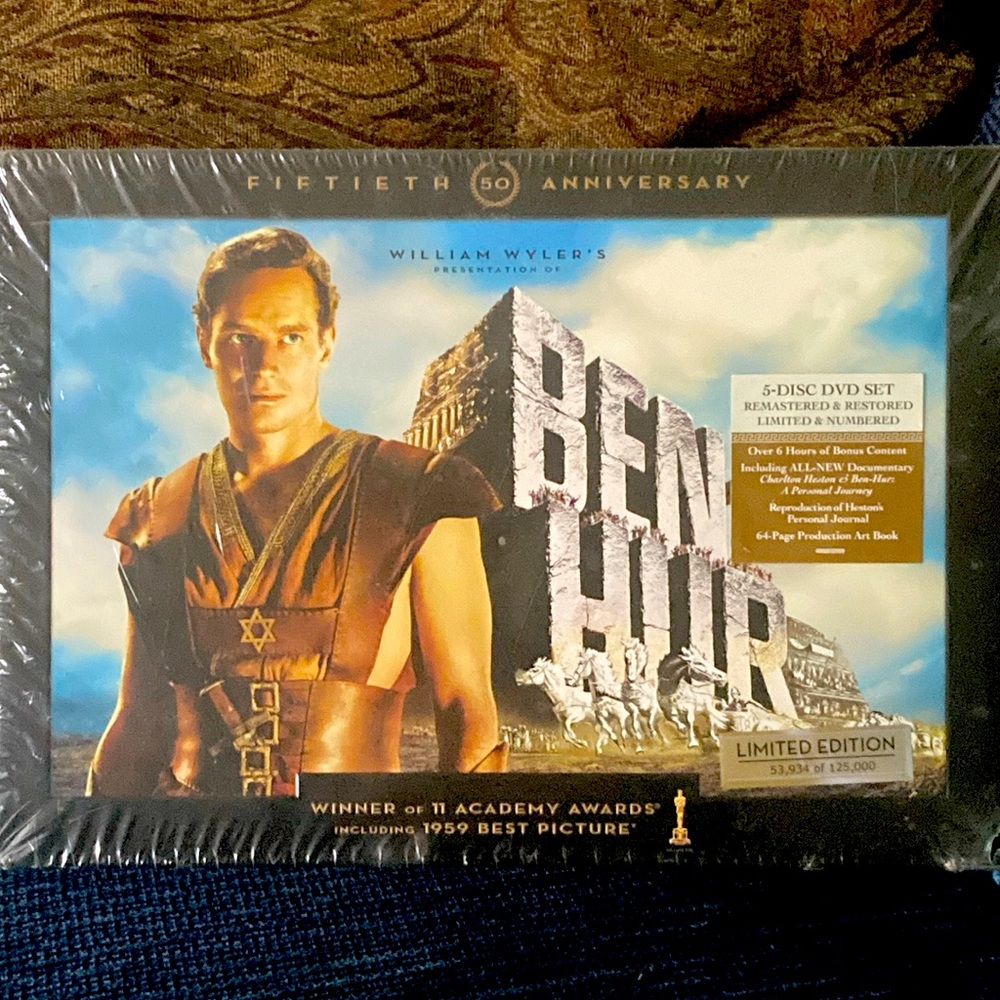 FIFTIETH 50 ANNIVERSARY
WILLIAM WYLER'S
PRESENTATION OF
BEN
HUR
5-DISC DVD SET
REMASTERED & RESTORED
LIMITED & NUMBERED
Over 6 Hours of Bonus Content
Including ALL-NEW Documentary
Charlton Heston & Ben-Hur:
A Personal Journey
Reproduction of Heston's
Personal Journal
64-Page Production Art Book
LIMITED EDITION
53,934 of 125,000
WINNER OF 11 ACADEMY AWARDS®
INCLUDING 1959 BEST PICTURE